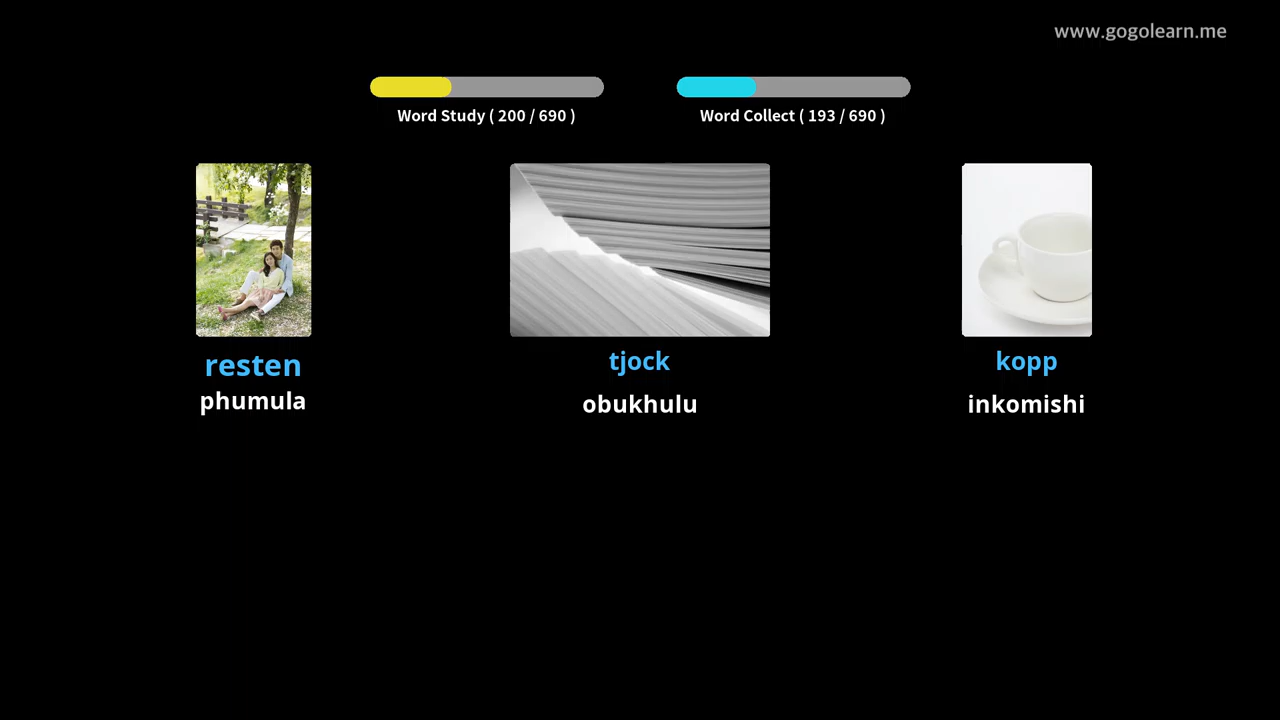 www.gogolearn.me
Word Study ( 200 / 690 )
Word Collect ( 193 / 690 )
resten
phumula
tjock
obukhulu
kopp
inkomishi